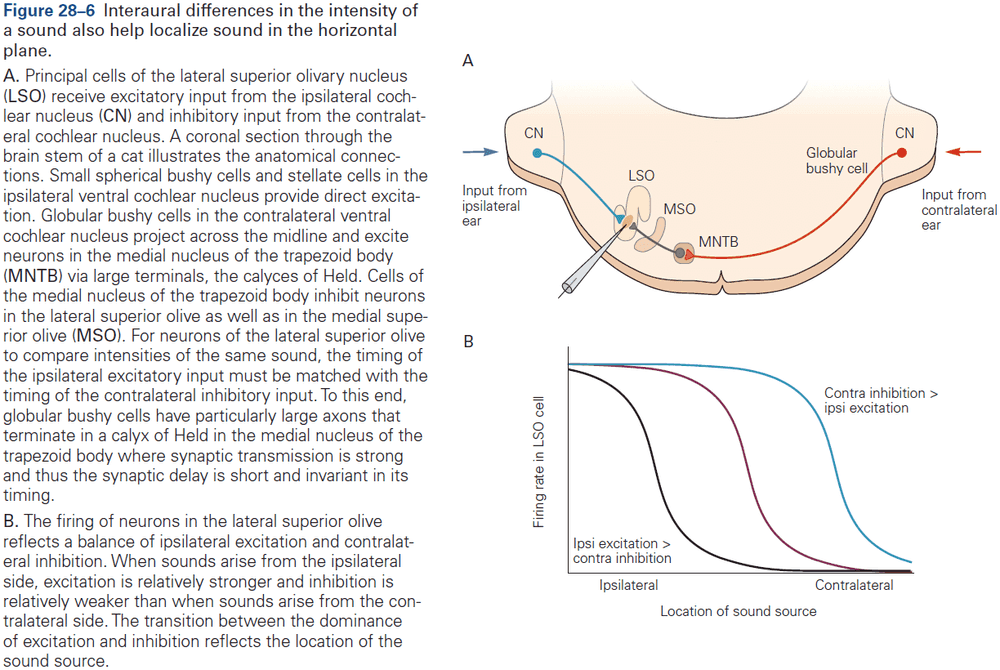 Figure 28–6 Interaural differences in the intensity of
a sound also help localize sound in the horizontal
plane.
A. Principal cells of the lateral superior olivary nucleus
(LSO) receive excitatory input from the ipsilateral coch-
lear nucleus (CN) and inhibitory input from the contralat-
eral cochlear nucleus. A coronal section through the
brain stem of a cat illustrates the anatomical connec-
tions. Small spherical bushy cells and stellate cells in the
ipsilateral ventral cochlear nucleus provide direct excita-
tion. Globular bushy cells in the contralateral ventral
cochlear nucleus project across the midline and excite
neurons in the medial nucleus of the trapezoid body
(MNTB) via large terminals, the calyces of Held. Cells of
the medial nucleus of the trapezoid body inhibit neurons
in the lateral superior olive as well as in the medial supe-
rior olive (MSO). For neurons of the lateral superior olive
to compare intensities of the same sound, the timing of
the ipsilateral excitatory input must be matched with the
timing of the contralateral inhibitory input. To this end,
globular bushy cells have particularly large axons that
terminate in a calyx of Held in the medial nucleus of the
trapezoid body where synaptic transmission is strong
and thus the synaptic delay is short and invariant in its
timing.
B. The firing of neurons in the lateral superior olive
reflects a balance of ipsilateral excitation and contralat-
eral inhibition. When sounds arise from the ipsilateral
side, excitation is relatively stronger and inhibition is
relatively weaker than when sounds arise from the con-
tralateral side. The transition between the dominance
of excitation and inhibition reflects the location of the
sound source.
A
CN
CN
Globular
bushy cell
LSO
Input from
ipsilateral
ear
Input from
contralateral
ear
MSO
MNTB
B
Firing rate in LSO cell
Contra inhibition >
ipsi excitation
Ipsi excitation >
contra inhibition
Ipsilateral
Contralateral
Location of sound source